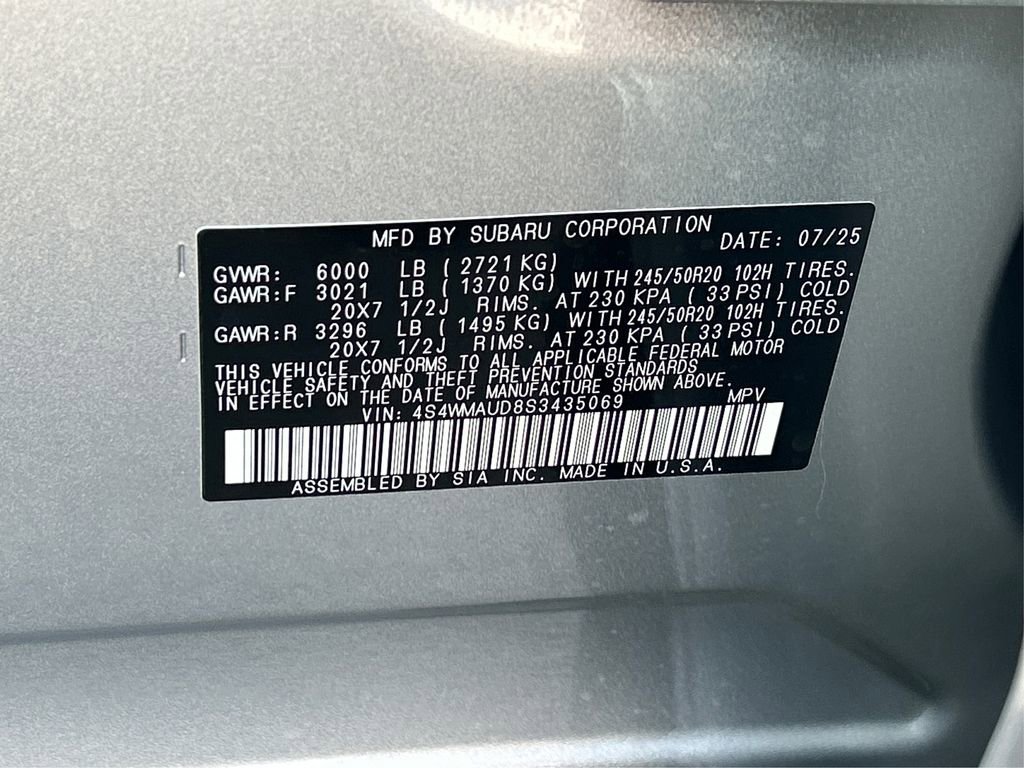 MFD BY SUBARU CORPORATION DATE: 07/25
GVWR: 6000 LB ( 2721 KG)
GAWR:F 3021 LB ( 1370 KG) WITH 245/50R20 102H TIRES.
20X7 1/2J RIMS. AT 230 KPA ( 33 PSI) COLD
GAWR:R 3296 LB ( 1495 KG) WITH 245/50R20 102H TIRES.
20X7 1/2J RIMS. AT 230 KPA ( 33 PSI) COLD
THIS VEHICLE CONFORMS TO ALL APPLICABLE FEDERAL MOTOR
VEHICLE SAFETY AND THEFT PREVENTION STANDARDS
IN EFFECT ON THE DATE OF MANUFACTURE SHOWN ABOVE.
VIN: 4S4WMAUD8S3435069 MPV
ASSEMBLED BY SIA INC. MADE IN U.S.A.